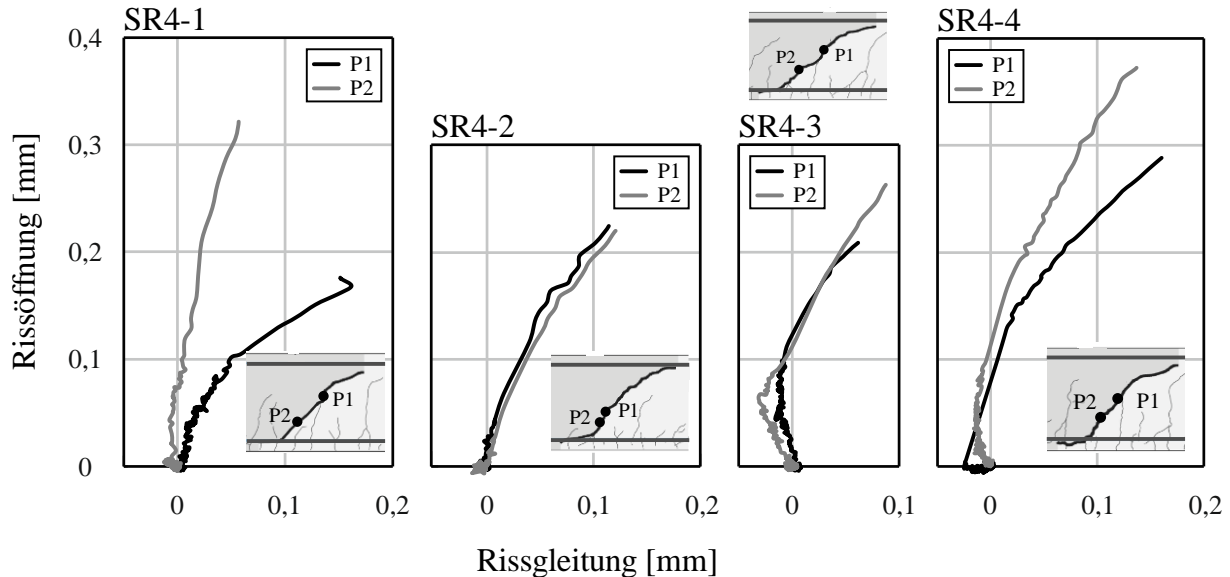 SR4-1
SR4-2
SR4-3
SR4-4
P1
P2
P1
P2
P1
P2
P1
P2
P2
P1
P2
P1
P2
P1
P2
P1
0,4
0,3
0,2
0,1
0
Rissöffnung [mm]
0 0,1 0,2
0 0,1 0,2
0 0,1
0 0,1 0,2
Rissgleitung [mm]